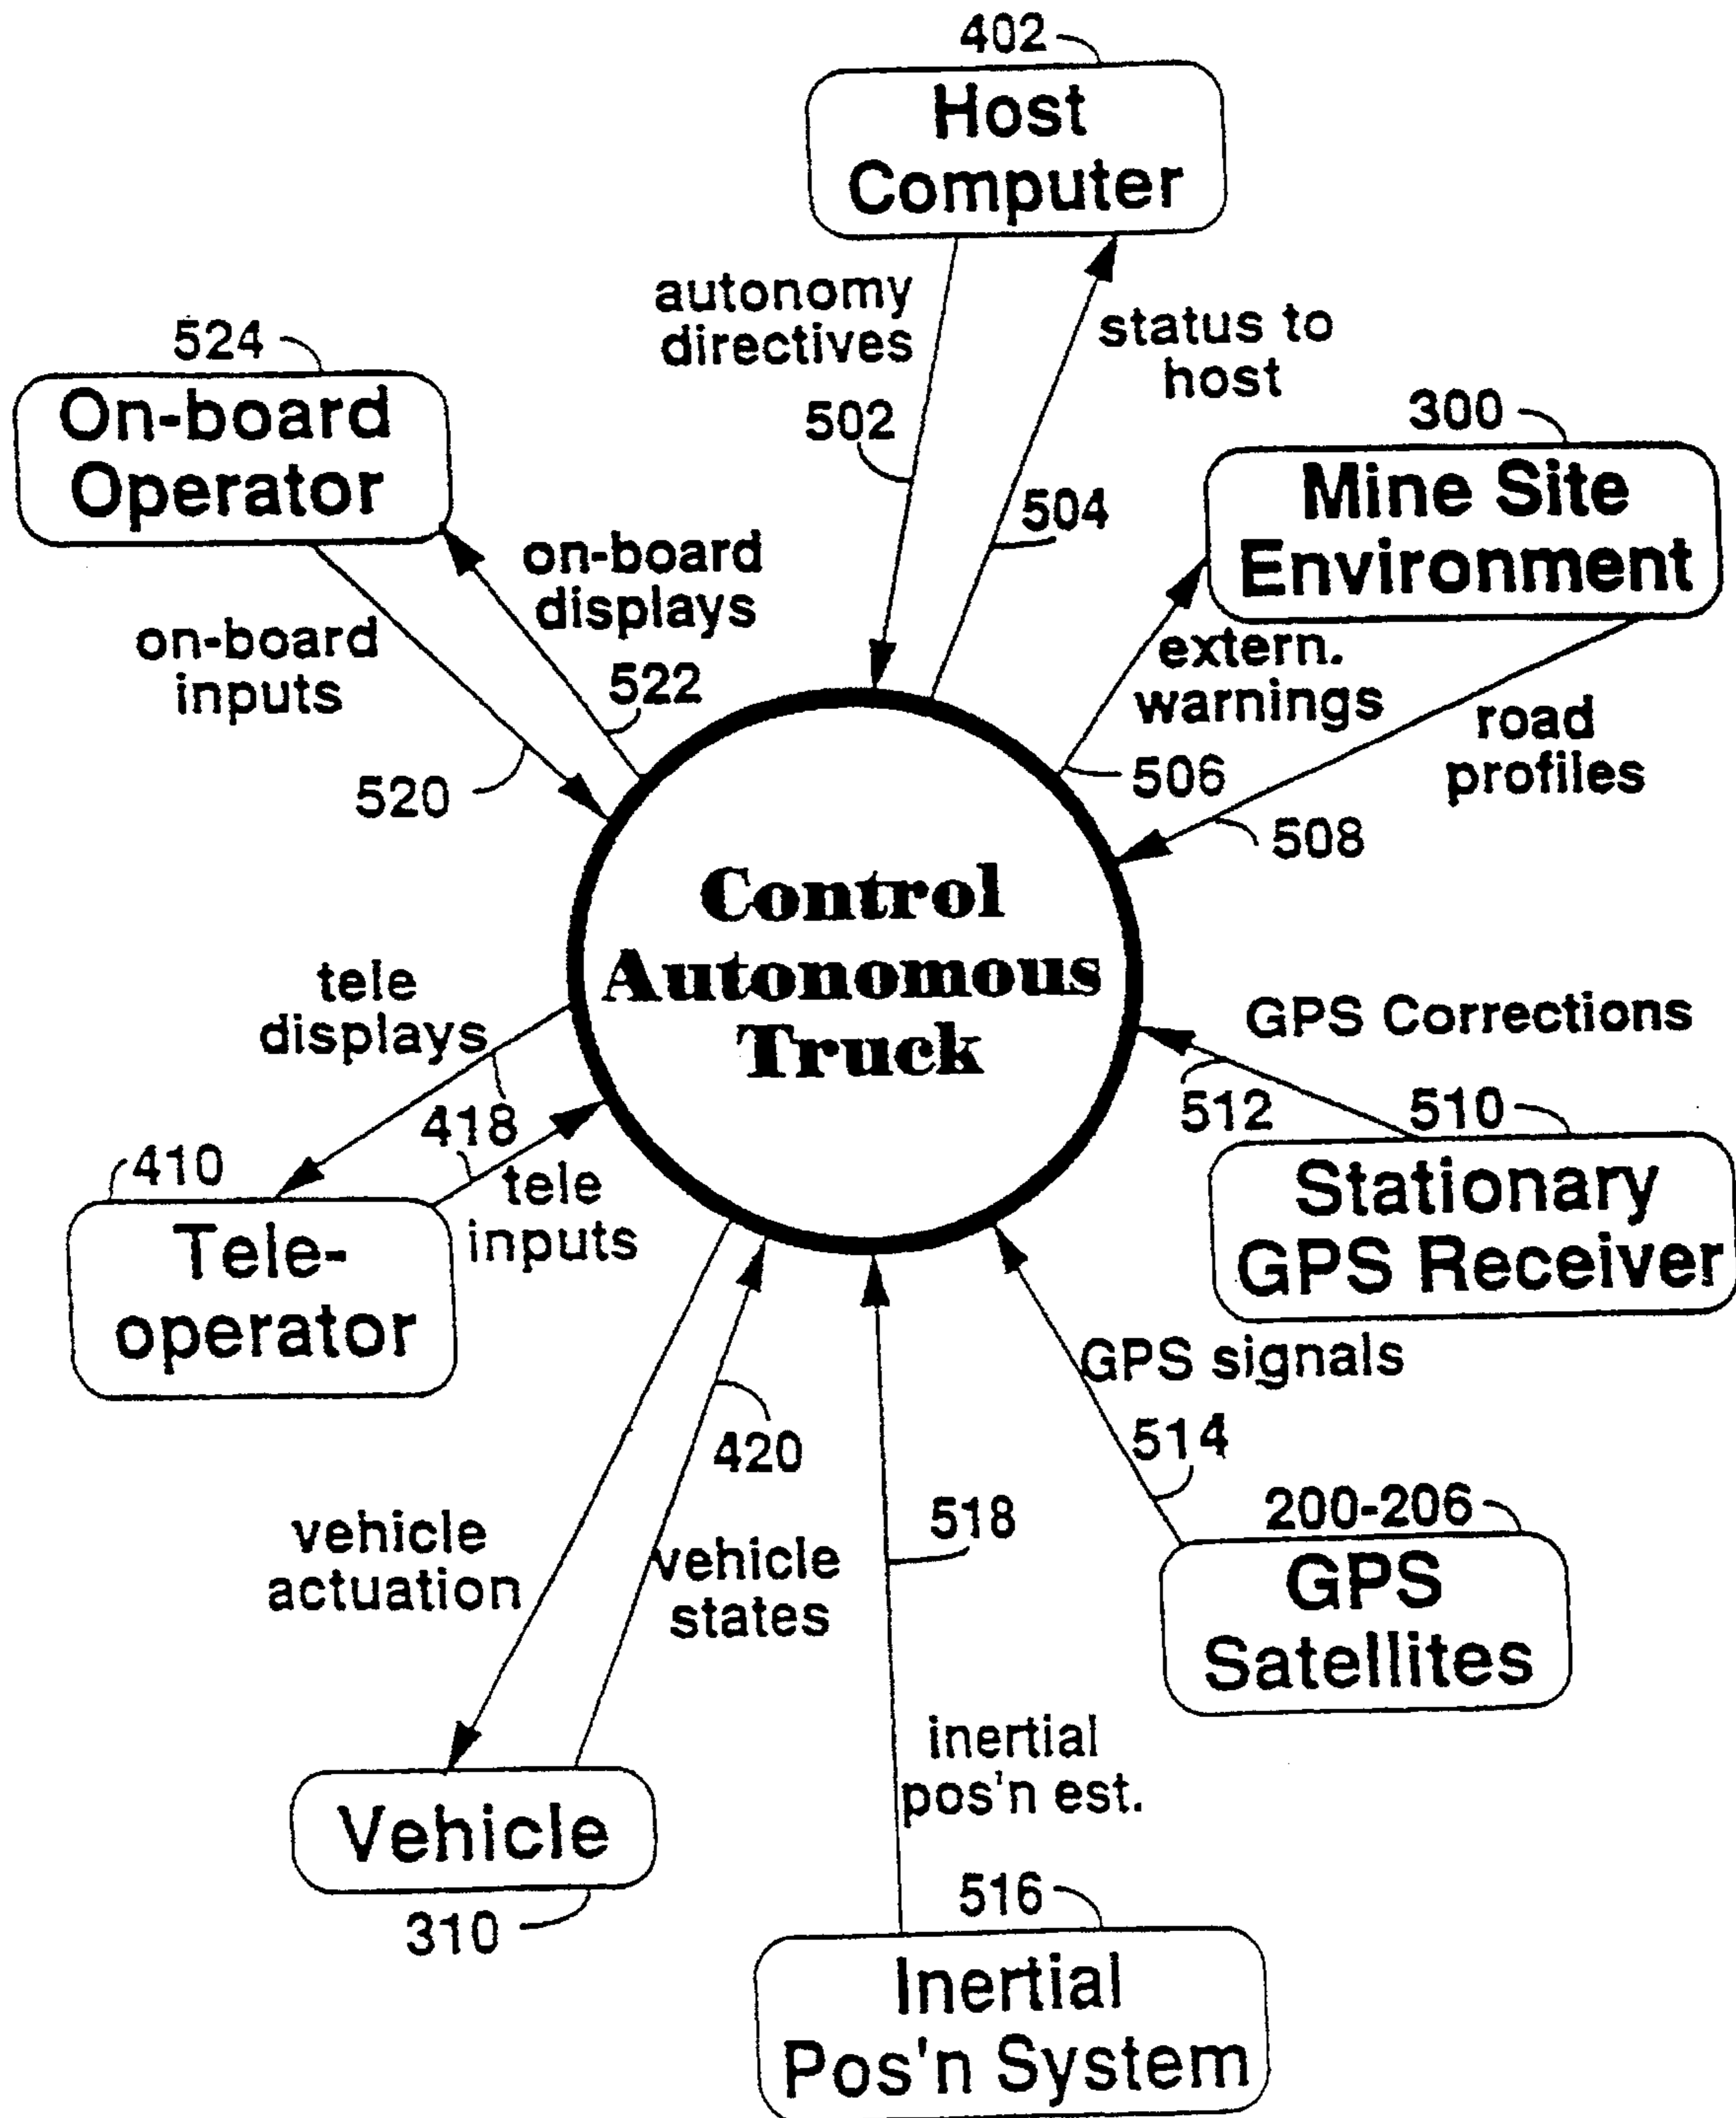 402
Host
Computer
autonomy
directives
502
status to
host
504
524
On-board
Operator
on-board
displays
522
on-board
inputs
520
300
Mine Site
Environment
extern.
warnings
506
road
profiles
508
Control
Autonomous
Truck
tele
displays
418
410
tele
inputs
Tele-
operator
GPS Corrections
512
510
Stationary
GPS Receiver
GPS signals
514
200-206
GPS
Satellites
420
vehicle
actuation
vehicle
states
518
inertial
pos'n est.
Vehicle
310
516
Inertial
Pos'n System